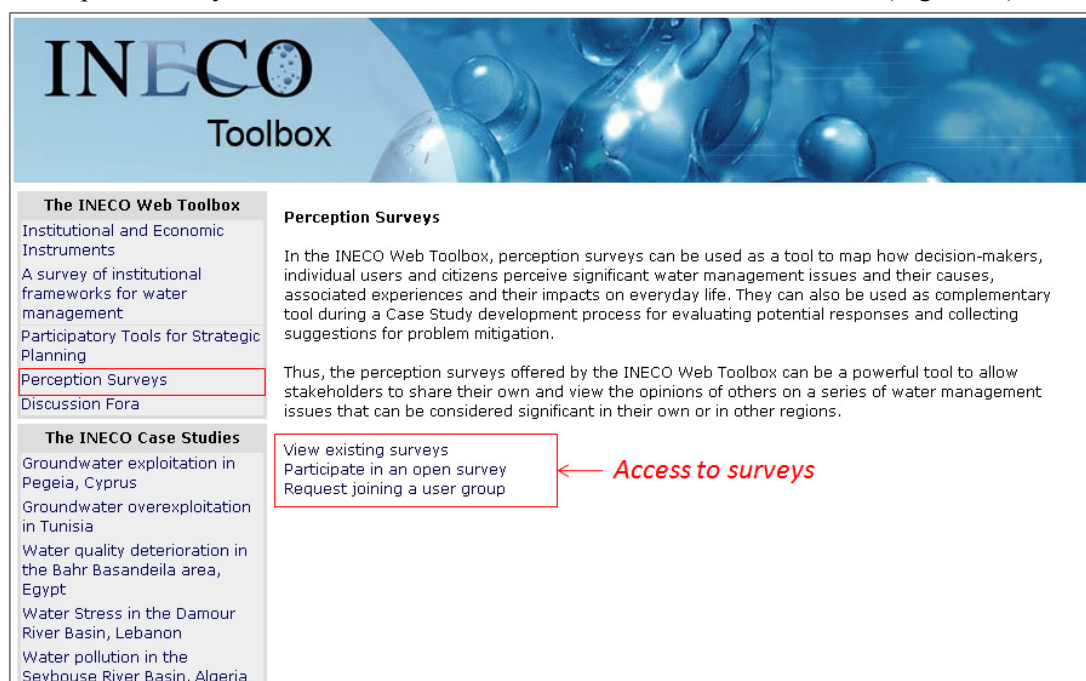 INECO
Toolbox
The INECO Web Toolbox
Institutional and Economic
Instruments
A survey of institutional
frameworks for water
management
Participatory Tools for Strategic
Planning
Perception Surveys
Discussion Fora
The INECO Case Studies
Groundwater exploitation in
Pegeia, Cyprus
Groundwater overexploitation
in Tunisia
Water quality deterioration in
the Bahr Basandeila area,
Egypt
Water Stress in the Damour
River Basin, Lebanon
Water pollution in the
Seybouse River Basin, Algeria
Perception Surveys
In the INECO Web Toolbox, perception surveys can be used as a tool to map how decision-makers,
individual users and citizens perceive significant water management issues and their causes,
associated experiences and their impacts on everyday life. They can also be used as complementary
tool during a Case Study development process for evaluating potential responses and collecting
suggestions for problem mitigation.
Thus, the perception surveys offered by the INECO Web Toolbox can be a powerful tool to allow
stakeholders to share their own and view the opinions of others on a series of water management
issues that can be considered significant in their own or in other regions.
View existing surveys
Participate in an open survey
Request joining a user group
Access to surveys